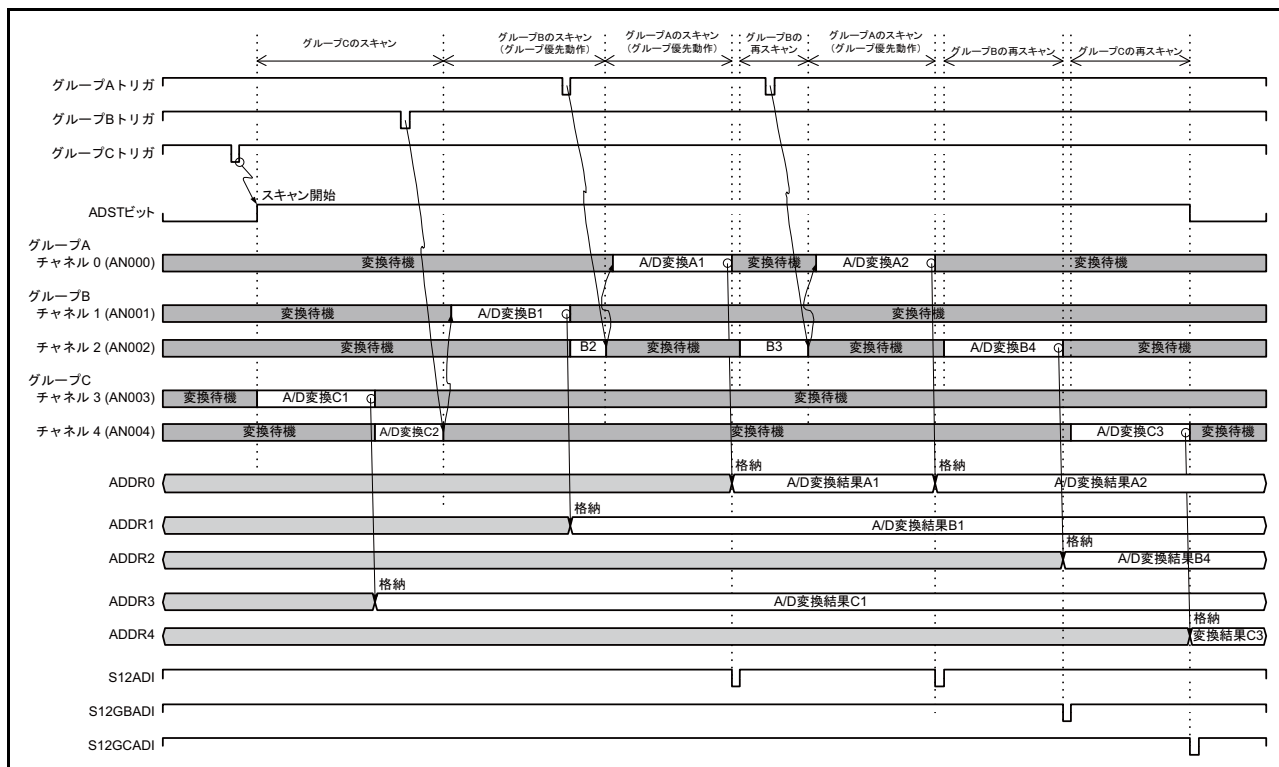 グループCのスキャン
グループBのスキャン
(グループ優先動作)
グループAのスキャン
(グループ優先動作)
グループBの
再スキャン
グループAのスキャン
(グループ優先動作)
グループBの再スキャン
グループCの再スキャン
グループAトリガ
グループBトリガ
グループCトリガ
スキャン開始
ADSTビット
グループA
チャネル 0 (AN000) 変換待機 A/D変換A1 変換待機 A/D変換A2 変換待機
グループB
チャネル 1 (AN001) 変換待機 A/D変換B1 変換待機
チャネル 2 (AN002) 変換待機 B2 変換待機 B3 変換待機 A/D変換B4 変換待機
グループC
チャネル 3 (AN003) 変換待機 A/D変換C1 変換待機
チャネル 4 (AN004) 変換待機 A/D変換C2 変換待機 A/D変換C3 変換待機
格納 格納
ADDR0 A/D変換結果A1 A/D変換結果A2
格納
ADDR1 A/D変換結果B1
格納
ADDR2 A/D変換結果B4
格納
ADDR3 A/D変換結果C1
格納
ADDR4 変換結果C3
S12ADI
S12GBADI
S12GCADI